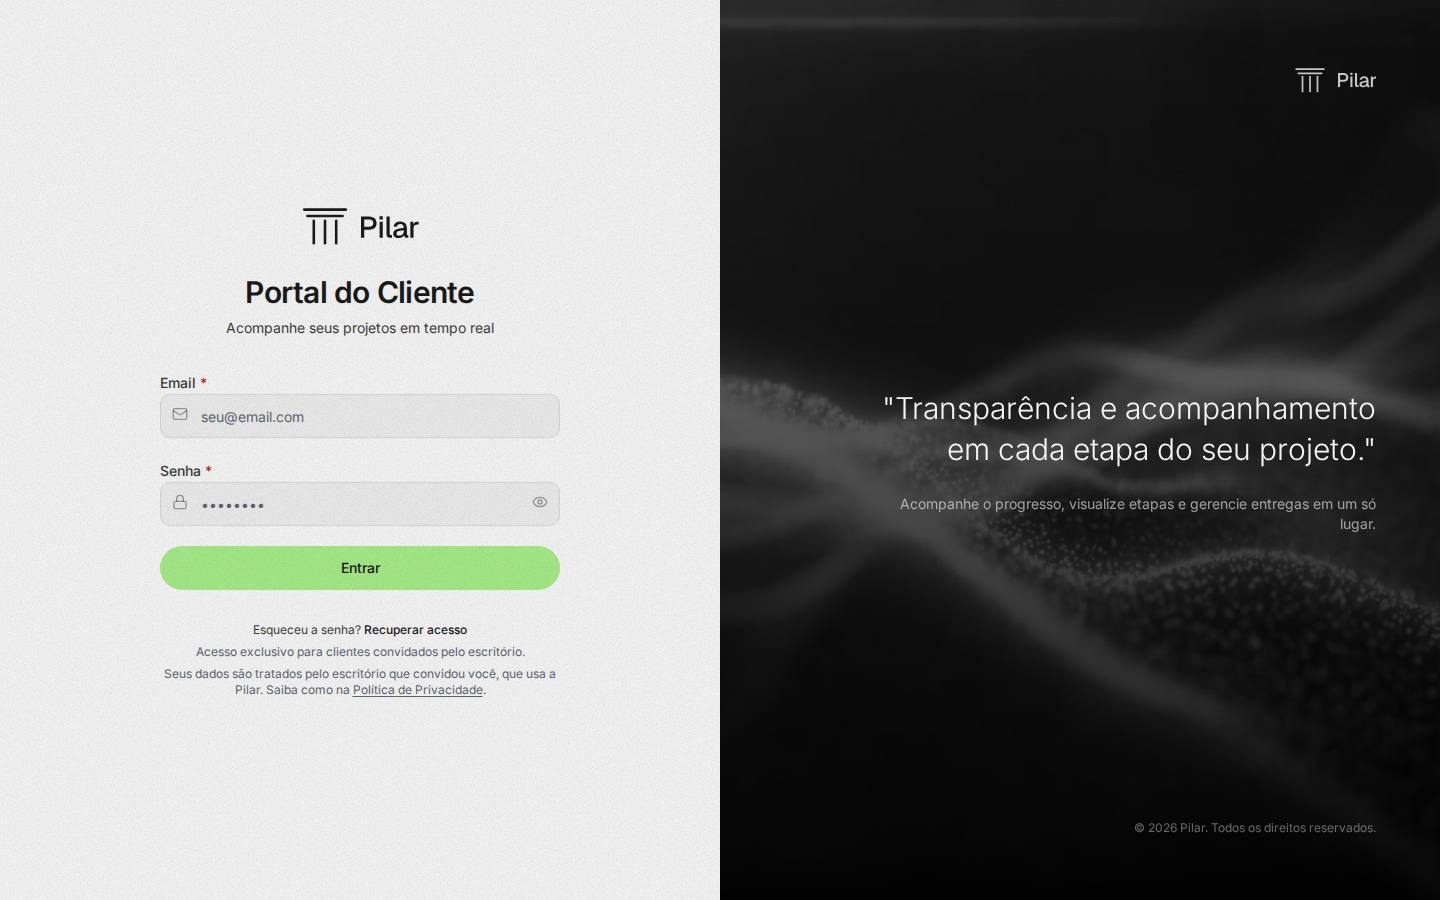 Pilar
Portal do Cliente
Acompanhe seus projetos em tempo real
Email *
seu@email.com
Senha *
••••••••
Entrar
Esqueceu a senha? Recuperar acesso
Acesso exclusivo para clientes convidados pelo escritório.
Seus dados são tratados pelo escritório que convidou você, que usa a
Pilar. Saiba como na Política de Privacidade.
Pilar
"Transparência e acompanhamento
em cada etapa do seu projeto."
Acompanhe o progresso, visualize etapas e gerencie entregas em um só
lugar.
© 2026 Pilar. Todos os direitos reservados.